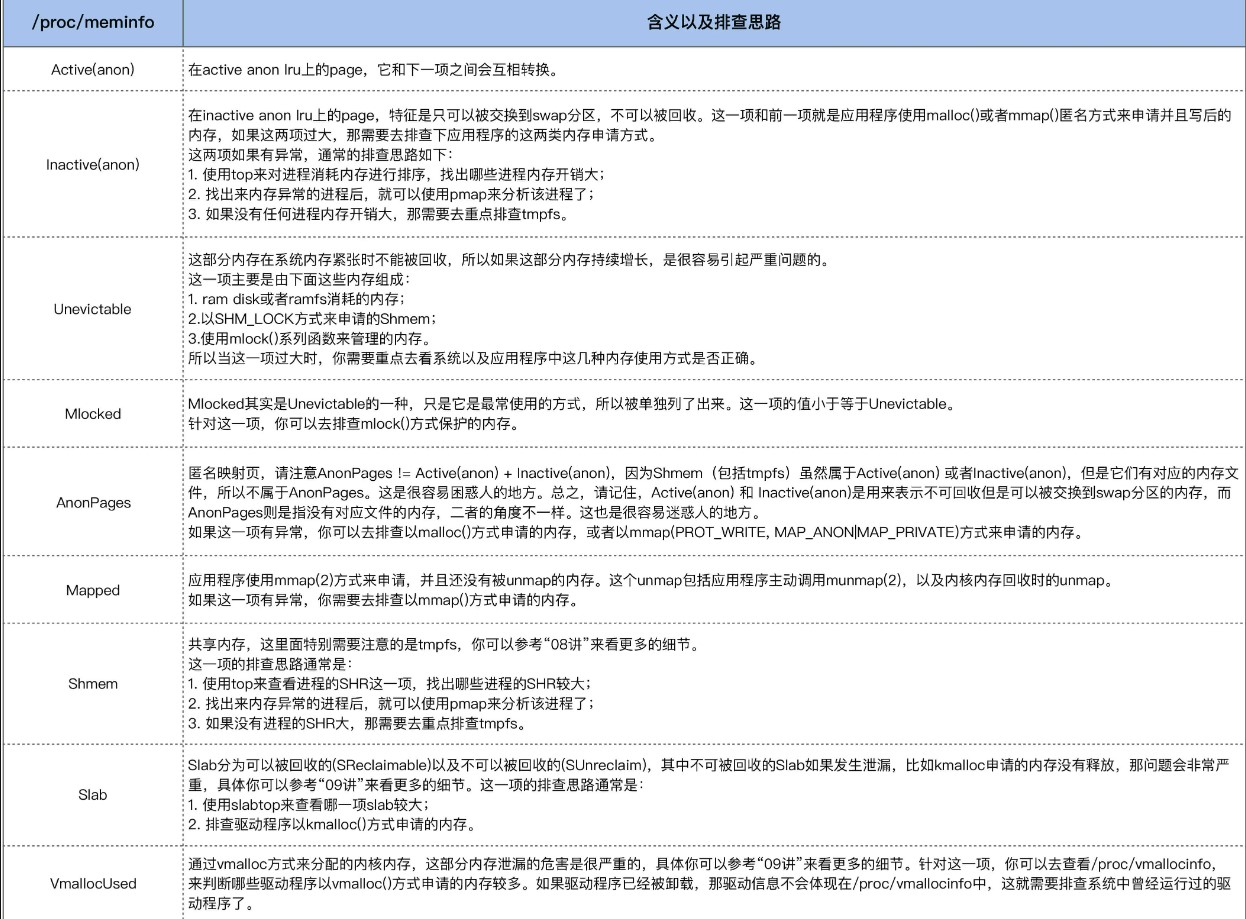 /proc/meminfo
含义以及排查思路
Active(anon)
在active anon lru上的page，它和下一项之间会互相转换。
Inactive(anon)
在inactive anon lru上的page，特征是只可以被交换到swap分区，不可以被回收。这一项和前一项就是应用程序使用malloc()或者mmap()匿名方式来申请并且写后的
内存，如果这两项过大，那需要去排查下应用程序的这两类内存申请方式。
这两项如果有异常，通常的排查思路如下：
1. 使用top来对进程消耗内存进行排序，找出哪些进程内存开销大；
2. 找出来内存异常的进程后，就可以使用pmap来分析该进程了；
3. 如果没有任何进程内存开销大，那需要去重点排查tmpfs。
Unevictable
这部分内存在系统内存紧张时不能被回收，所以如果这部分内存持续增长，是很容易引起严重问题的。
这一项主要是由下面这些内存组成：
1. ram disk或者ramfs消耗的内存；
2.以SHM_LOCK方式来申请的Shmem；
3.使用mlock()系列函数来管理的内存。
所以当这一项过大时，你需要重点去看系统以及应用程序中这几种内存使用方式是否正确。
Mlocked
Mlocked其实是Unevictable的一种，只是它是最常使用的方式，所以被单独列了出来。这一项的值小于等于Unevictable。
针对这一项，你可以去排查mlock()方式保护的内存。
AnonPages
匿名映射页，请注意AnonPages != Active(anon) + Inactive(anon)，因为Shmem（包括tmpfs）虽然属于Active(anon) 或者Inactive(anon)，但是它们有对应的内存文
件，所以不属于AnonPages。这是很容易困惑人的地方。总之，请记住，Active(anon) 和 Inactive(anon)是用来表示不可回收但是可以被交换到swap分区的内存，而
AnonPages则是指没有对应文件的内存，二者的角度不一样。这也是很容易迷惑人的地方。
如果这一项有异常，你可以去排查以malloc()方式申请的内存，或者以mmap(PROT_WRITE, MAP_ANON|MAP_PRIVATE)方式来申请的内存。
Mapped
应用程序使用mmap(2)方式来申请，并且还没有被unmap的内存。这个unmap包括应用程序主动调用munmap(2)，以及内核内存回收时的unmap。
如果这一项有异常，你需要去排查以mmap()方式申请的内存。
Shmem
共享内存，这里面特别需要注意的是tmpfs，你可以参考“08讲”来看更多的细节。
这一项的排查思路通常是：
1. 使用top来查看进程的SHR这一项，找出哪些进程的SHR较大；
2. 找出来内存异常的进程后，就可以使用pmap来分析该进程了；
3. 如果没有进程的SHR大，那需要去重点排查tmpfs。
Slab
Slab分为可以被回收的(SReclaimable)以及不可以被回收的(SUnreclaim)，其中不可被回收的Slab如果发生泄漏，比如kmalloc申请的内存没有释放，那问题会非常严
重，具体你可以参考“09讲”来看更多的细节。这一项的排查思路通常是：
1. 使用slabtop来查看哪一项slab较大；
2. 排查驱动程序以kmalloc()方式申请的内存。
VmallocUsed
通过vmalloc方式来分配的内核内存，这部分内存泄漏的危害是很严重的，具体你可以参考“09讲”来看更多的细节。针对这一项，你可以去查看/proc/vmallocinfo，
来判断哪些驱动程序以vmalloc()方式申请的内存较多。如果驱动程序已经被卸载，那驱动信息不会体现在/proc/vmallocinfo中，这就需要排查系统中曾经运行过的驱
动程序了。